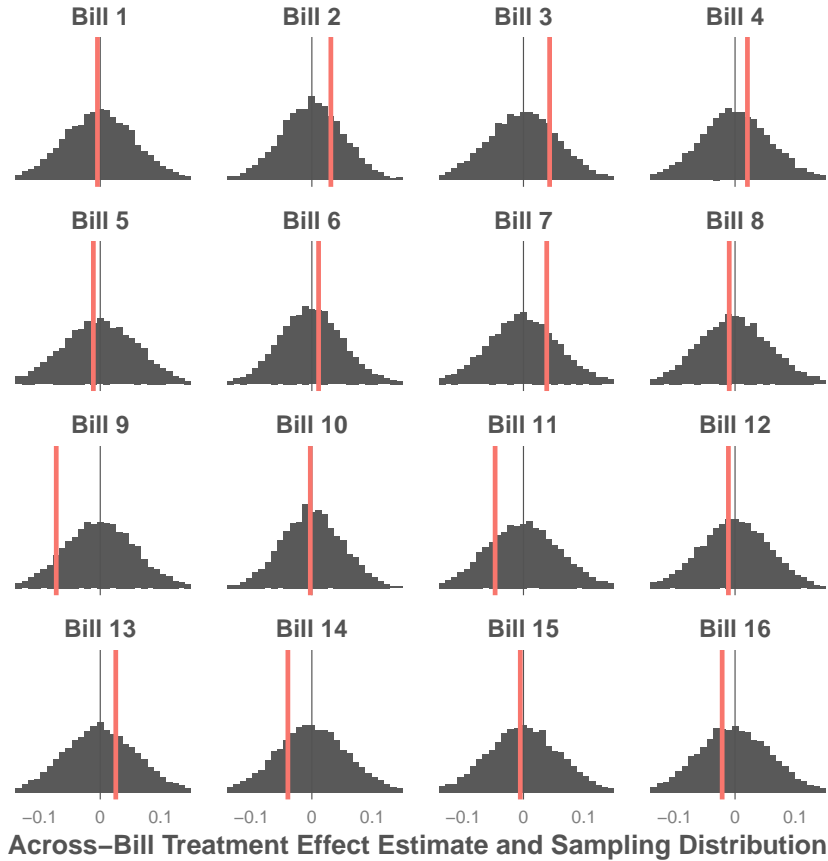 Bill 1 Bill 2 Bill 3 Bill 4
Bill 5 Bill 6 Bill 7 Bill 8
Bill 9 Bill 10 Bill 11 Bill 12
Bill 13 Bill 14 Bill 15 Bill 16
−0.1 0 0.1 −0.1 0 0.1 −0.1 0 0.1 −0.1 0 0.1
Across−Bill Treatment Effect Estimate and Sampling Distribution